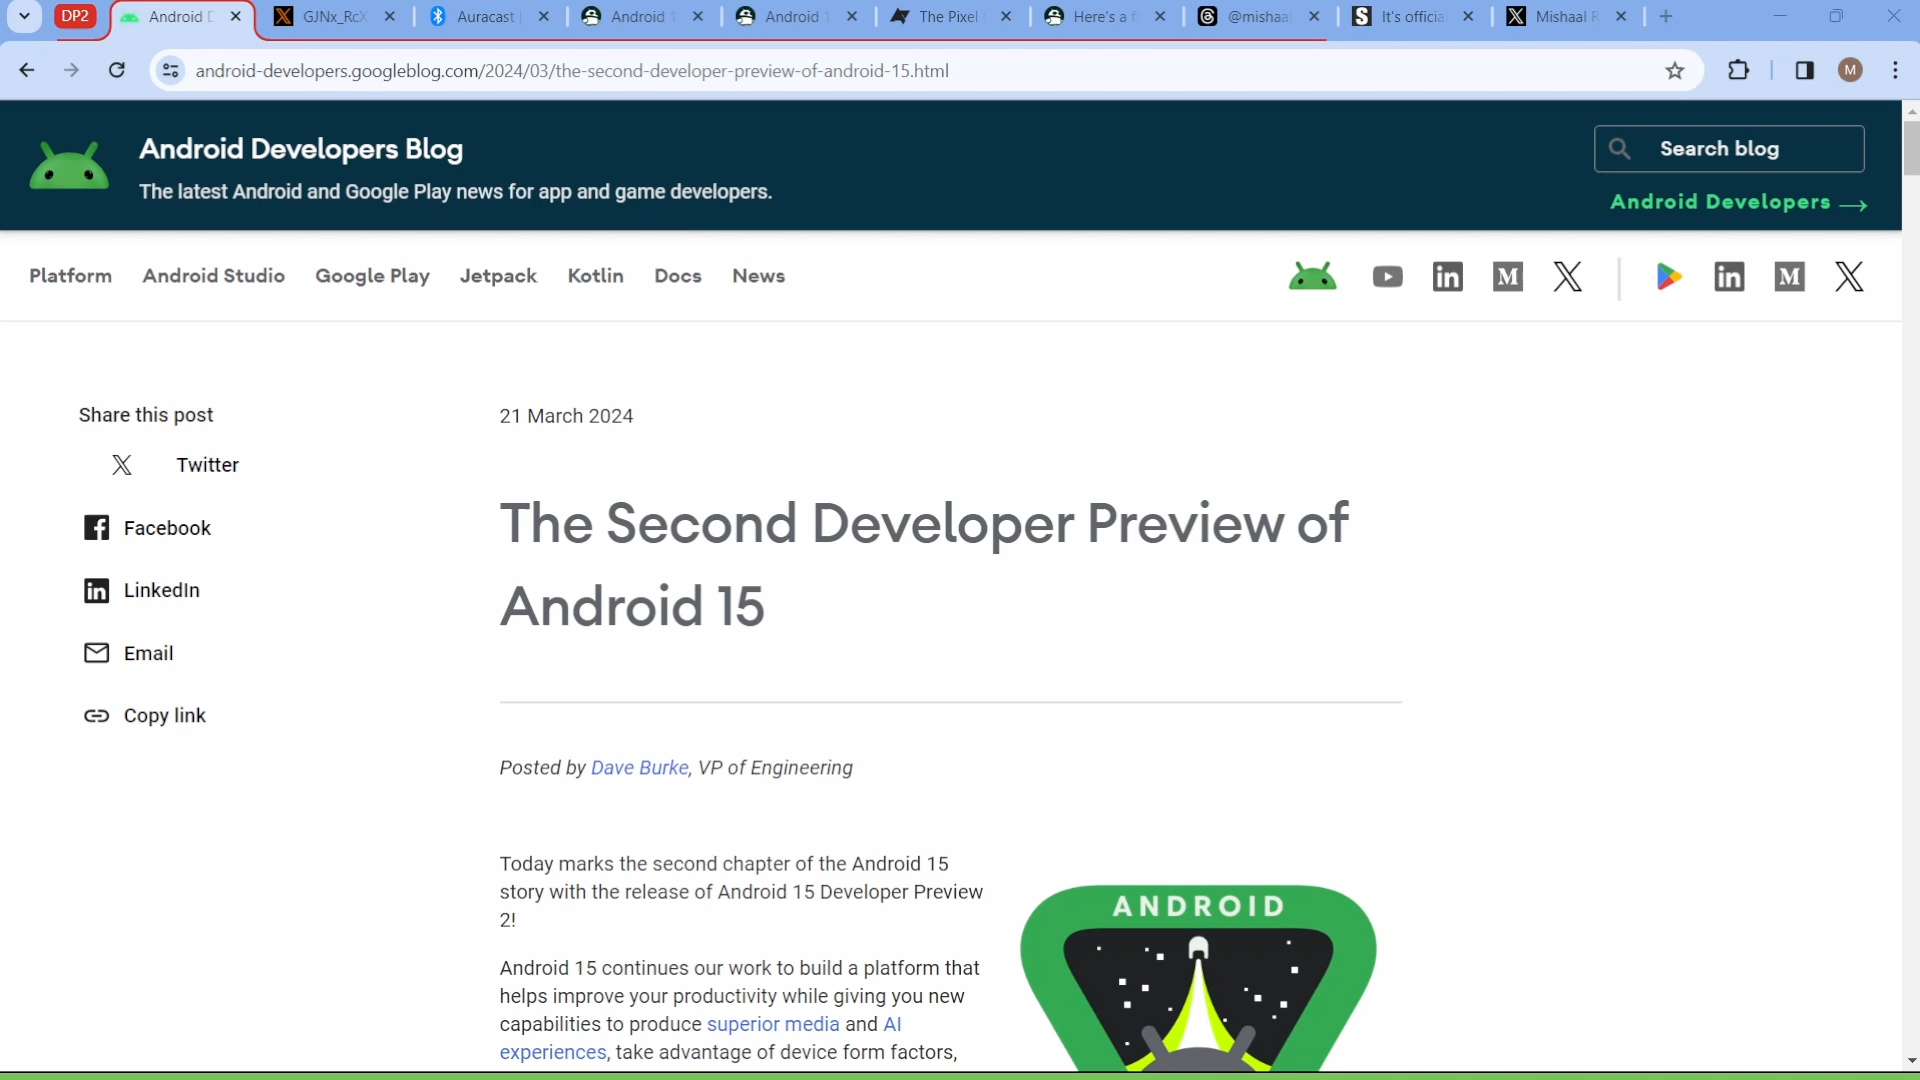 DP2
Android D
GJNx_RcX
Auracast
Android 1
Android 1
The Pixel
Here's a f
@mishaal
It's officia
Mishaal R
android-developers.googleblog.com/2024/03/the-second-developer-preview-of-android-15.html
M
Android Developers Blog
The latest Android and Google Play news for app and game developers.
Search blog
Android Developers
Platform
Android Studio
Google Play
Jetpack
Kotlin
Docs
News
Share this post
Twitter
Facebook
LinkedIn
Email
Copy link
21 March 2024
The Second Developer Preview of
Android 15
Posted by Dave Burke, VP of Engineering
Today marks the second chapter of the Android 15
story with the release of Android 15 Developer Preview
2!
Android 15 continues our work to build a platform that
helps improve your productivity while giving you new
capabilities to produce superior media and AI
experiences, take advantage of device form factors,
ANDROID